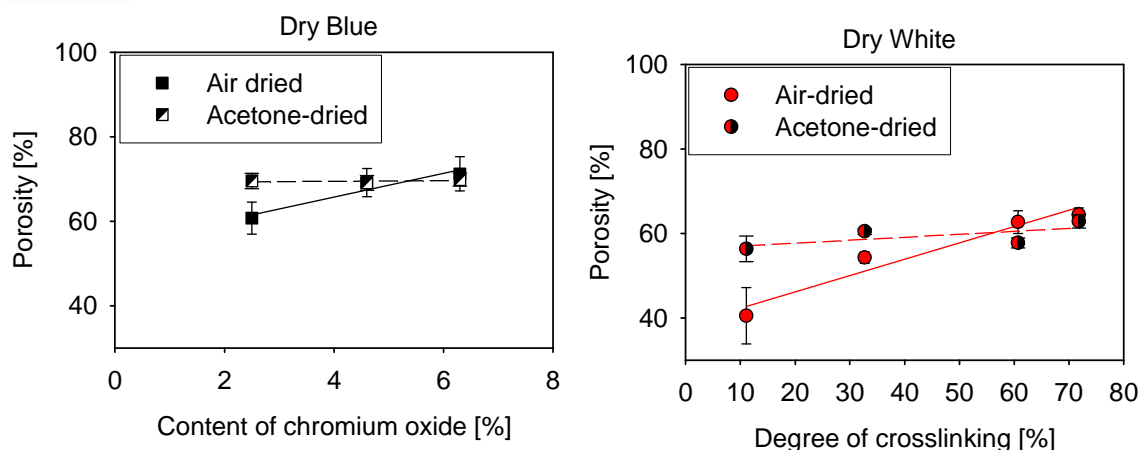 Dry Blue
100
80
60
40
Porosity [%]
Air dried
Acetone-dried
0 2 4 6 8
Content of chromium oxide [%]
Dry White
100
80
60
40
Porosity [%]
Air-dried
Acetone-dried
0 10 20 30 40 50 60 70 80
Degree of crosslinking [%]